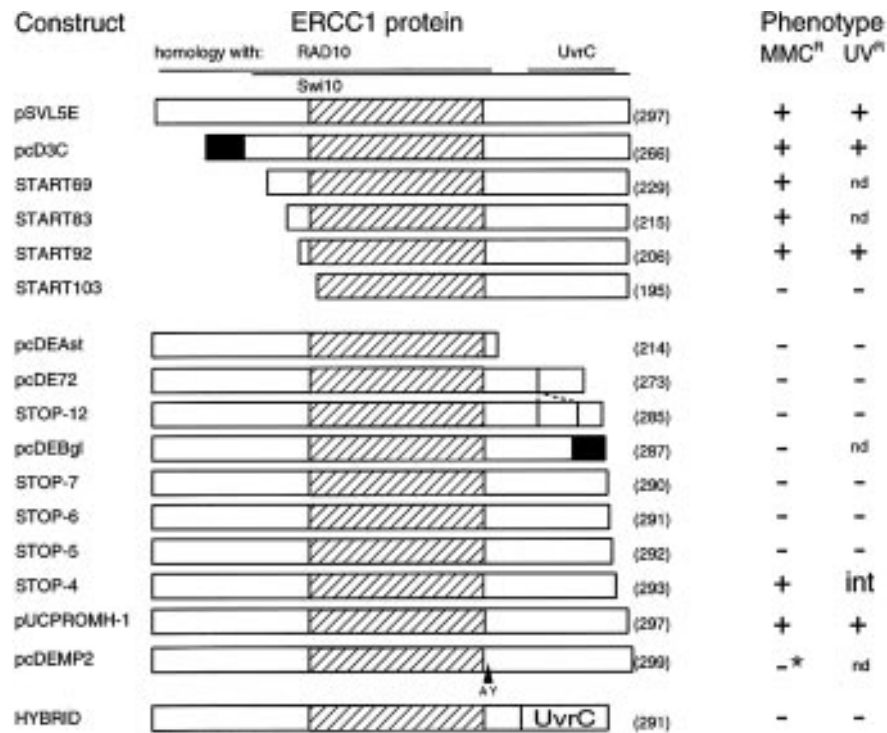 Construct ERCC1 protein Phenotype
homology with: RAD10 UvrC MMCᴿ UVᴿ
Swi10
pSVL5E (297) + +
pcD3C (266) + +
START69 (229) + nd
START83 (215) + nd
START92 (206) + +
START103 (195) - -
pcDEAst (214) - -
pcDE72 (273) - -
STOP-12 (285) - -
pcDEBgl (287) - nd
STOP-7 (290) - -
STOP-6 (291) - -
STOP-5 (292) - -
STOP-4 (293) + int
pUCPROMH-1 (297) + +
pcDEMP2 (299) -* nd
AY
HYBRID UvrC (291) - -